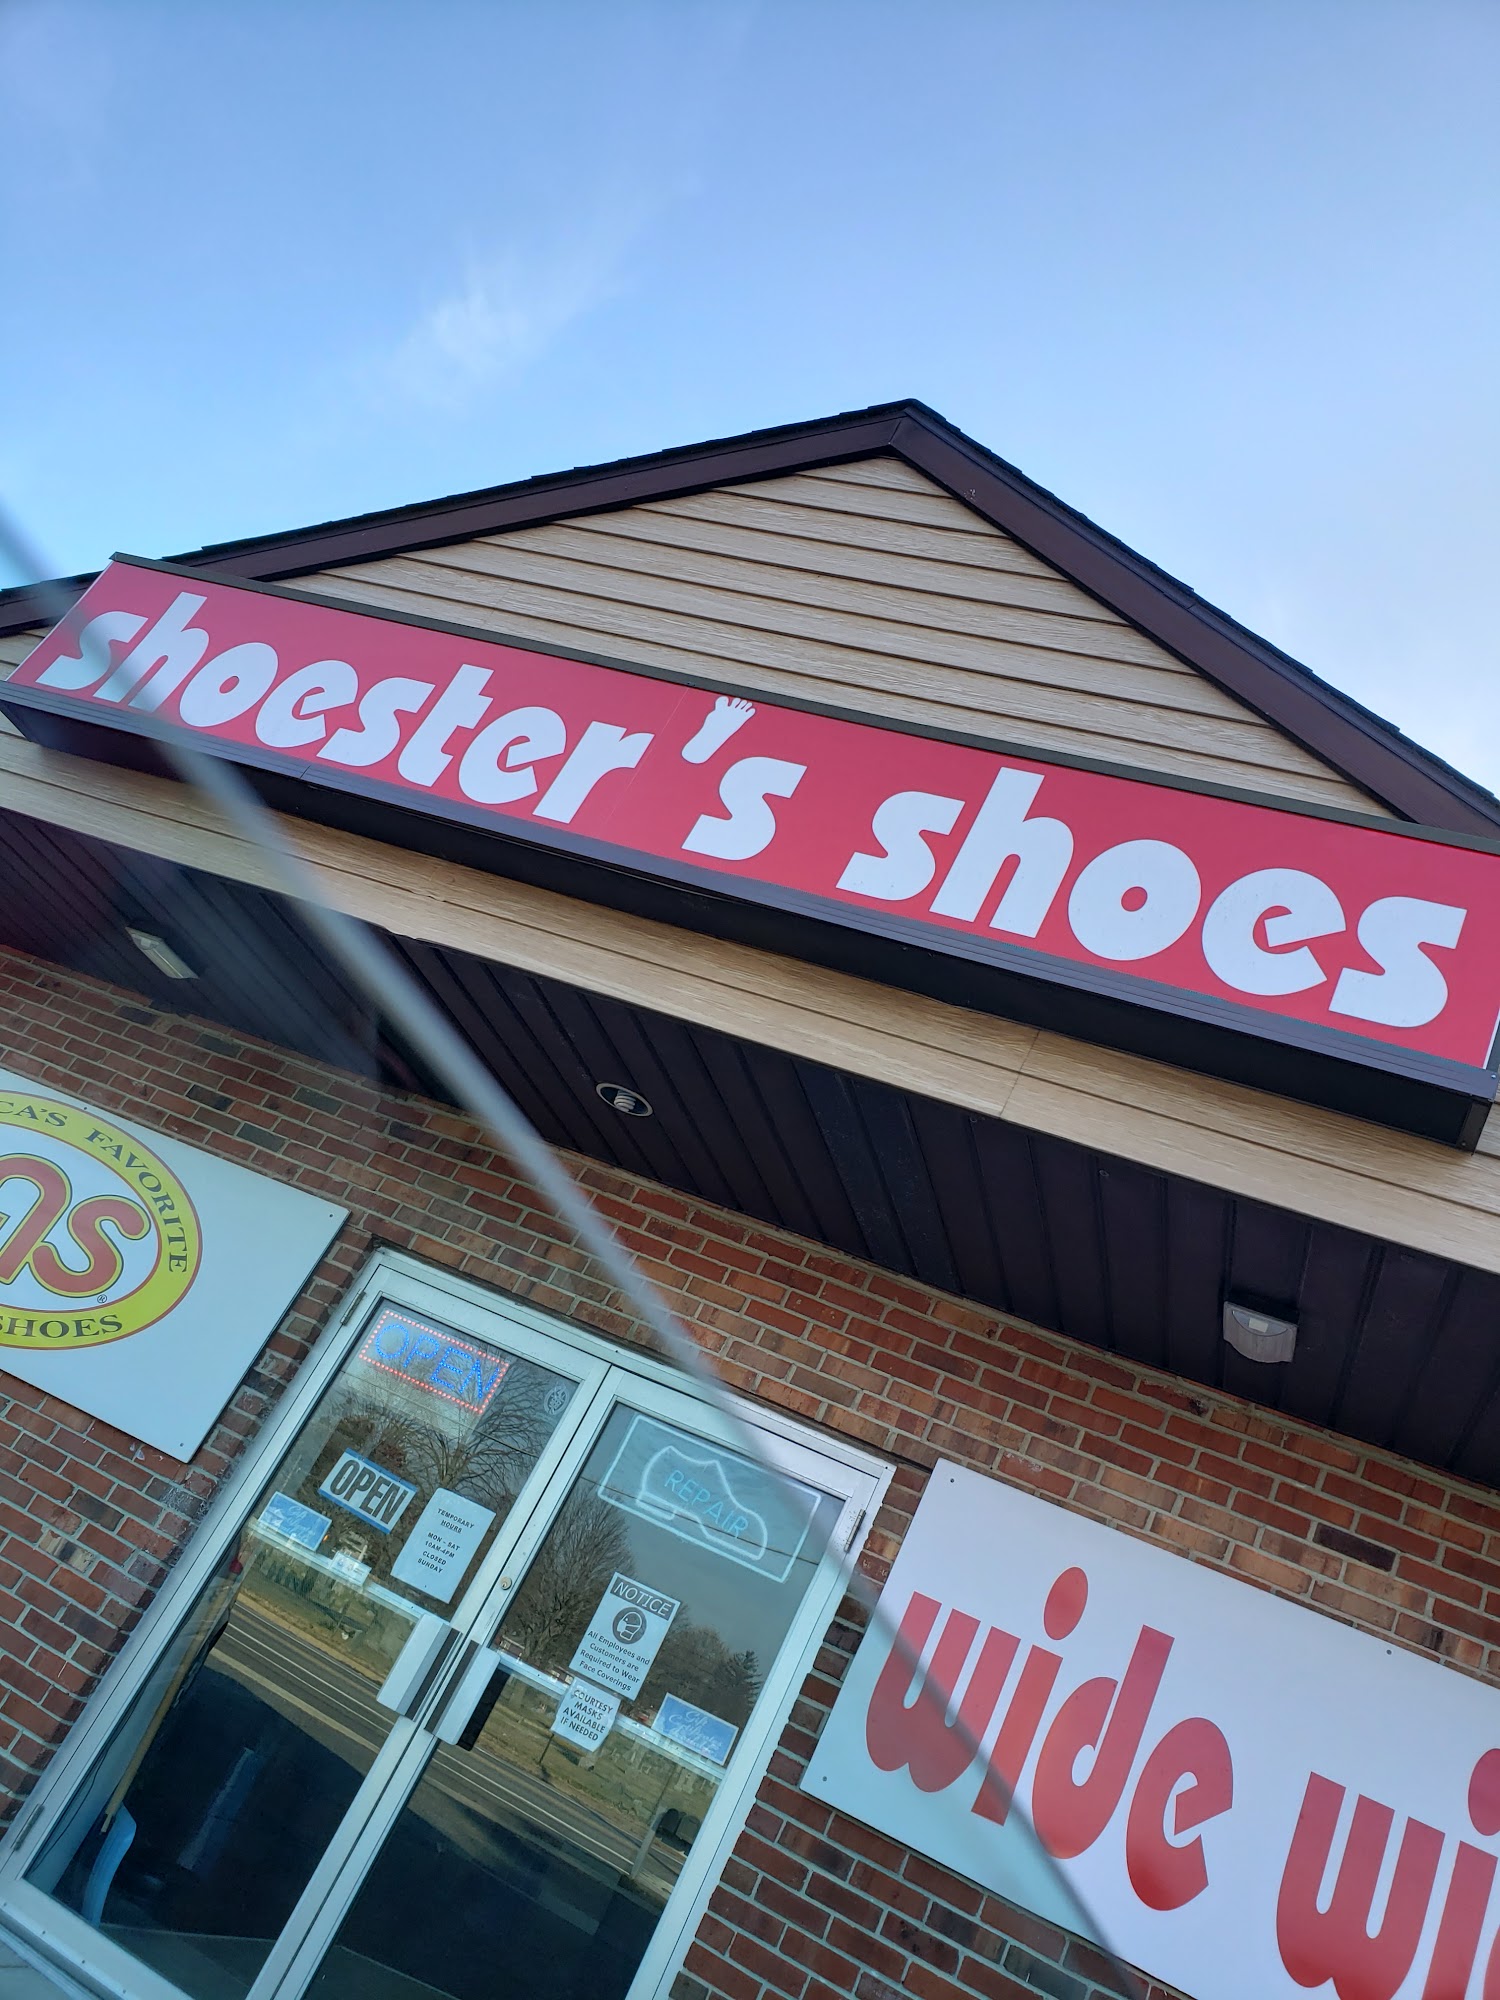 shoester's shoes
CA'S FAVORITE
as®
SHOES
OPEN
OPEN
TEMPORARY
HOURS
MON - SAT
10AM-4PM
CLOSED
SUNDAY
REPAIR
NOTICE
All Employees and
Customers are
Required to Wear
Face Coverings
COURTESY
MASKS
AVAILABLE
IF NEEDED
wide wi